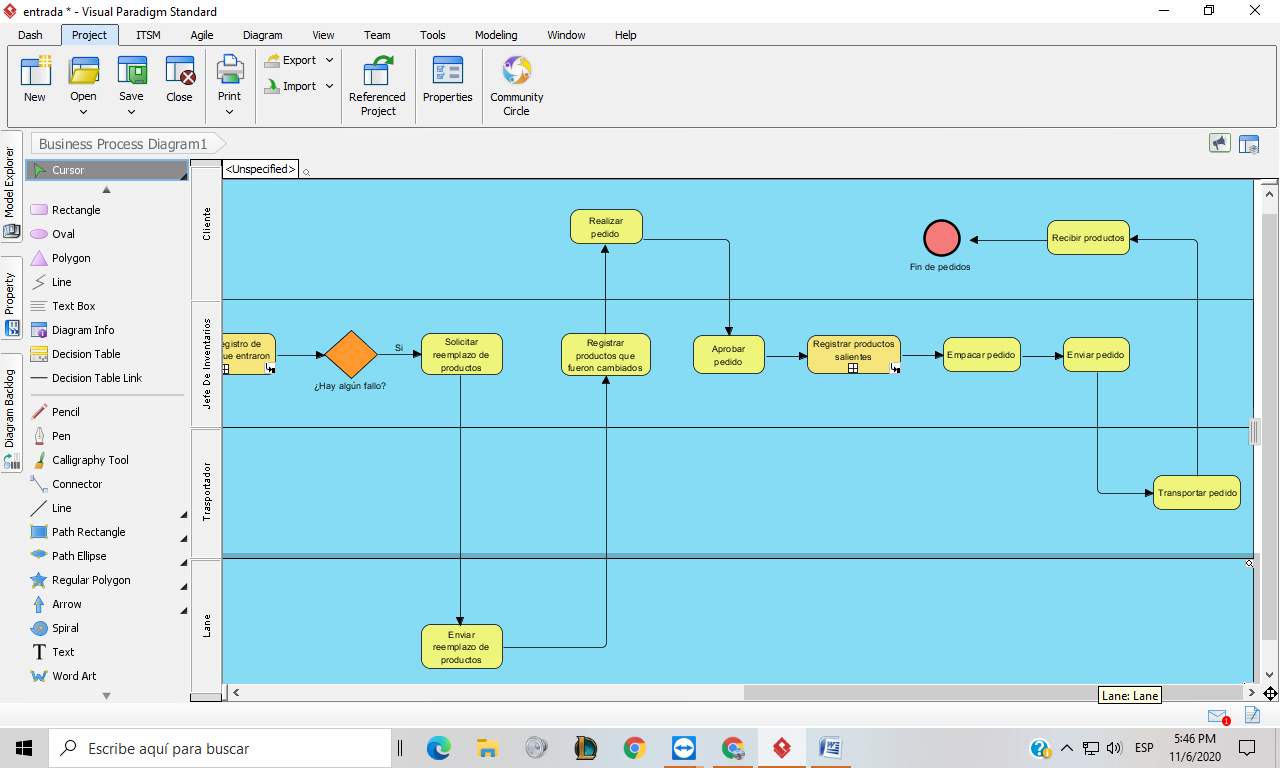 entrada * - Visual Paradigm Standard
Dash Project ITSM Agile Diagram View Team Tools Modeling Window Help
New Open Save Close Print Export Import Referenced Project Properties Community Circle
Business Process Diagram1
Model Explorer
Property
Diagram Backlog
Cursor
Rectangle
Oval
Polygon
Line
Text Box
Diagram Info
Decision Table
Decision Table Link
Pencil
Pen
Calligraphy Tool
Connector
Line
Path Rectangle
Path Ellipse
Regular Polygon
Arrow
Spiral
Text
Word Art
<Unspecified>
Cliente
Realizar
pedido
Fin de pedidos
Recibir productos
Jefe De Inventarios
gistro de
ue entraron
¿Hay algún fallo?
Si
Solicitar
reemplazo de
productos
Registrar
productos que
fueron cambiados
Aprobar
pedido
Registrar productos
salientes
Empacar pedido
Enviar pedido
Trasportador
Transportar pedido
Lane
Enviar
reemplazo de
productos
Lane: Lane
1
Escribe aquí para buscar
ESP
5:46 PM
11/6/2020